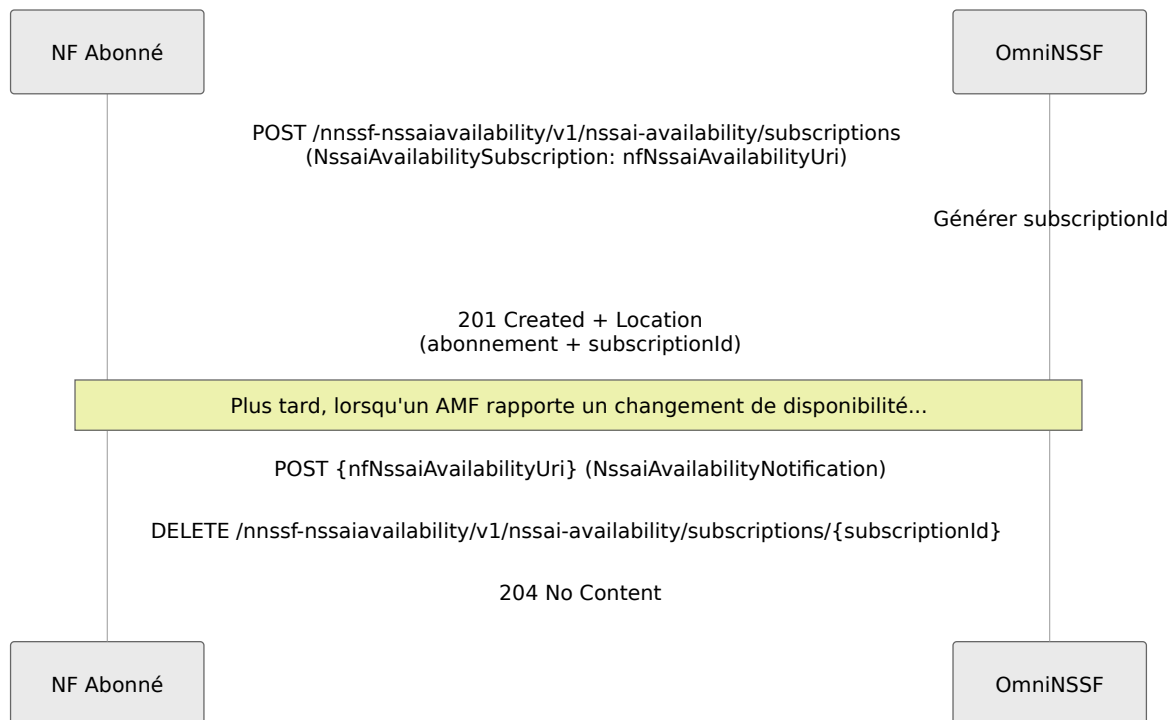 NF Abonné
OmniNSSF
POST /nnssf-nssaiavailability/v1/nssai-availability/subscriptions
(NssaiAvailabilitySubscription: nfNssaiAvailabilityUri)
Générer subscriptionId
201 Created + Location
(abonnement + subscriptionId)
Plus tard, lorsqu'un AMF rapporte un changement de disponibilité...
POST {nfNssaiAvailabilityUri} (NssaiAvailabilityNotification)
DELETE /nnssf-nssaiavailability/v1/nssai-availability/subscriptions/{subscriptionId}
204 No Content
NF Abonné
OmniNSSF